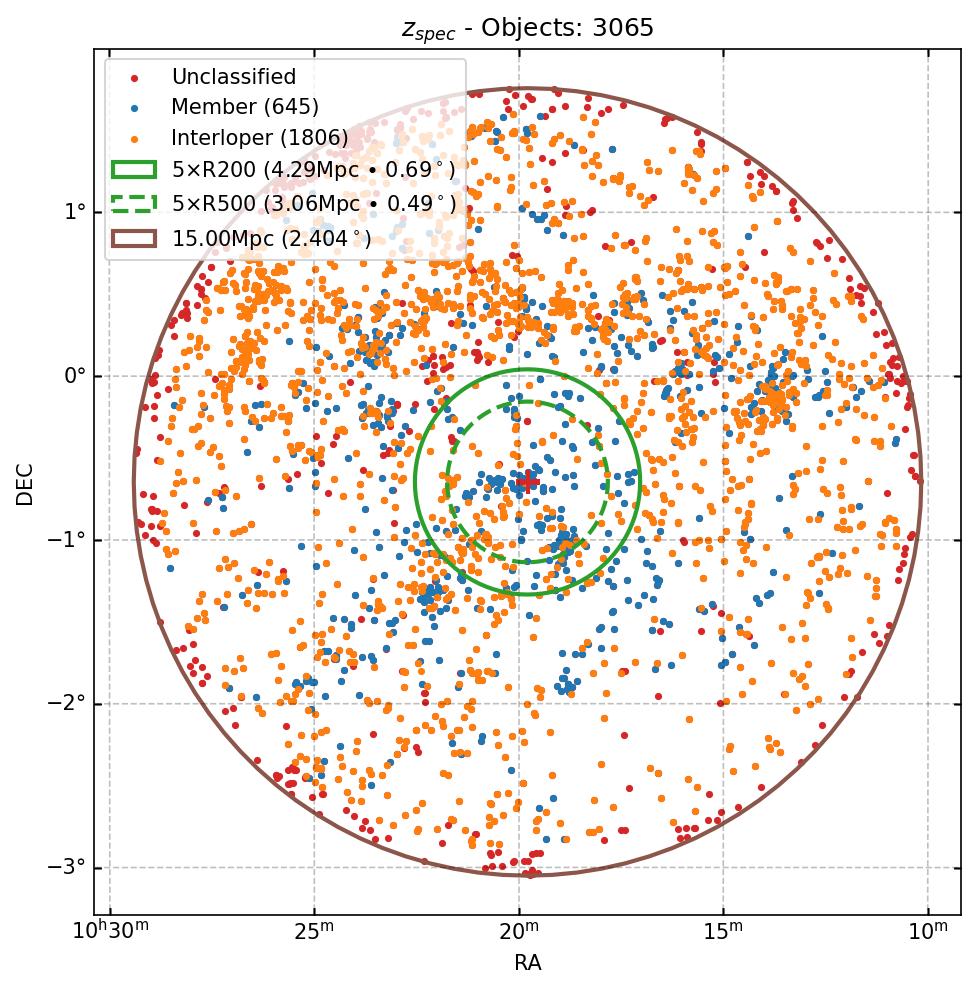 z_spec - Objects: 3065
Unclassified
Member (645)
Interloper (1806)
5×R200 (4.29Mpc • 0.69°)
5×R500 (3.06Mpc • 0.49°)
15.00Mpc (2.404°)
1°
0°
−1°
−2°
−3°
DEC
10h30m 25m 20m 15m 10m
RA